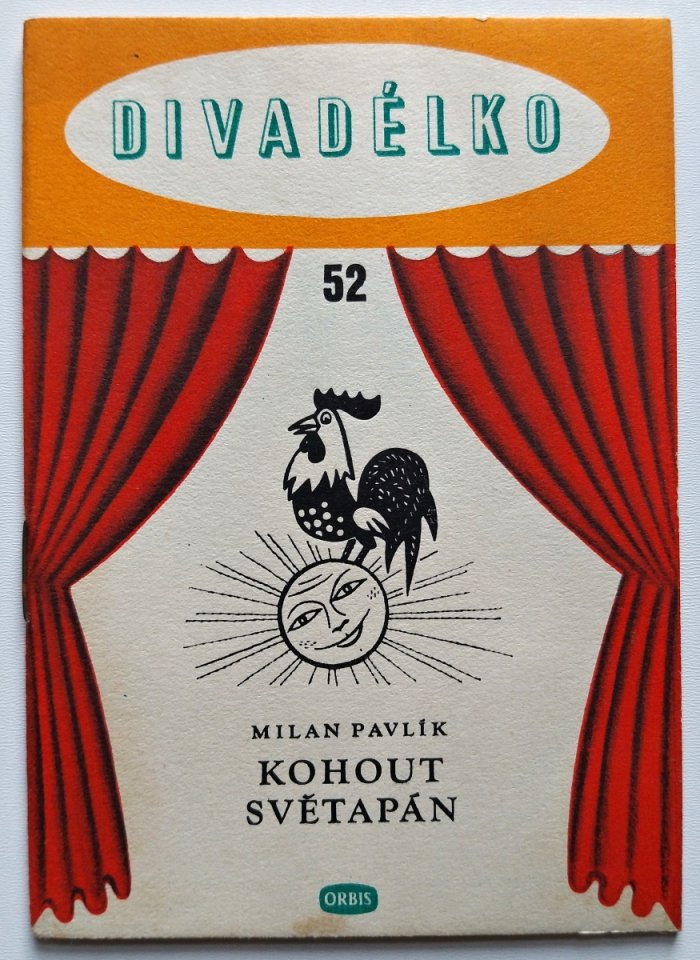 DIVADÉLKO
52
MILAN PAVLÍK
KOHOUT
SVĚTAPÁN
ORBIS